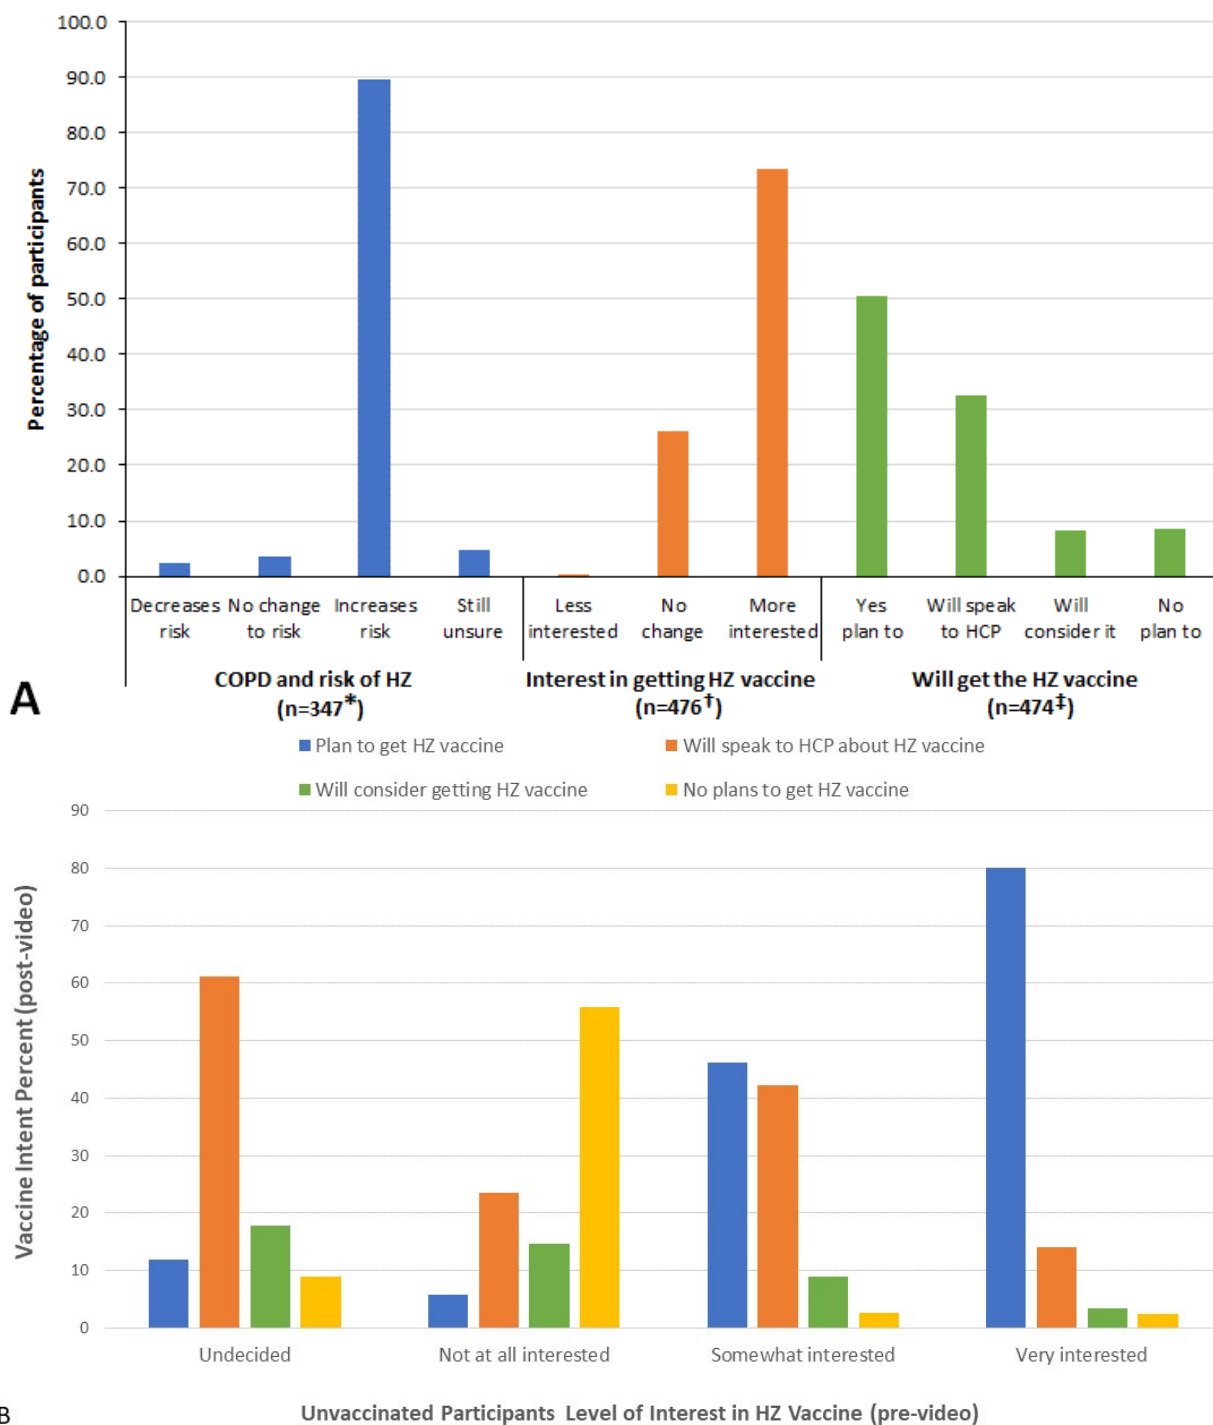 100.0
90.0
80.0
70.0
60.0
50.0
40.0
30.0
20.0
10.0
0.0
Percentage of participants
Decreases risk
No change to risk
Increases risk
Still unsure
Less interested
No change
More interested
Yes plan to
Will speak to HCP
Will consider it
No plan to
COPD and risk of HZ
(n=347*)
Interest in getting HZ vaccine
(n=476†)
Will get the HZ vaccine
(n=474‡)
A
Plan to get HZ vaccine
Will speak to HCP about HZ vaccine
Will consider getting HZ vaccine
No plans to get HZ vaccine
90
80
70
60
50
40
30
20
10
0
Vaccine Intent Percent (post-video)
Undecided
Not at all interested
Somewhat interested
Very interested
B
Unvaccinated Participants Level of Interest in HZ Vaccine (pre-video)